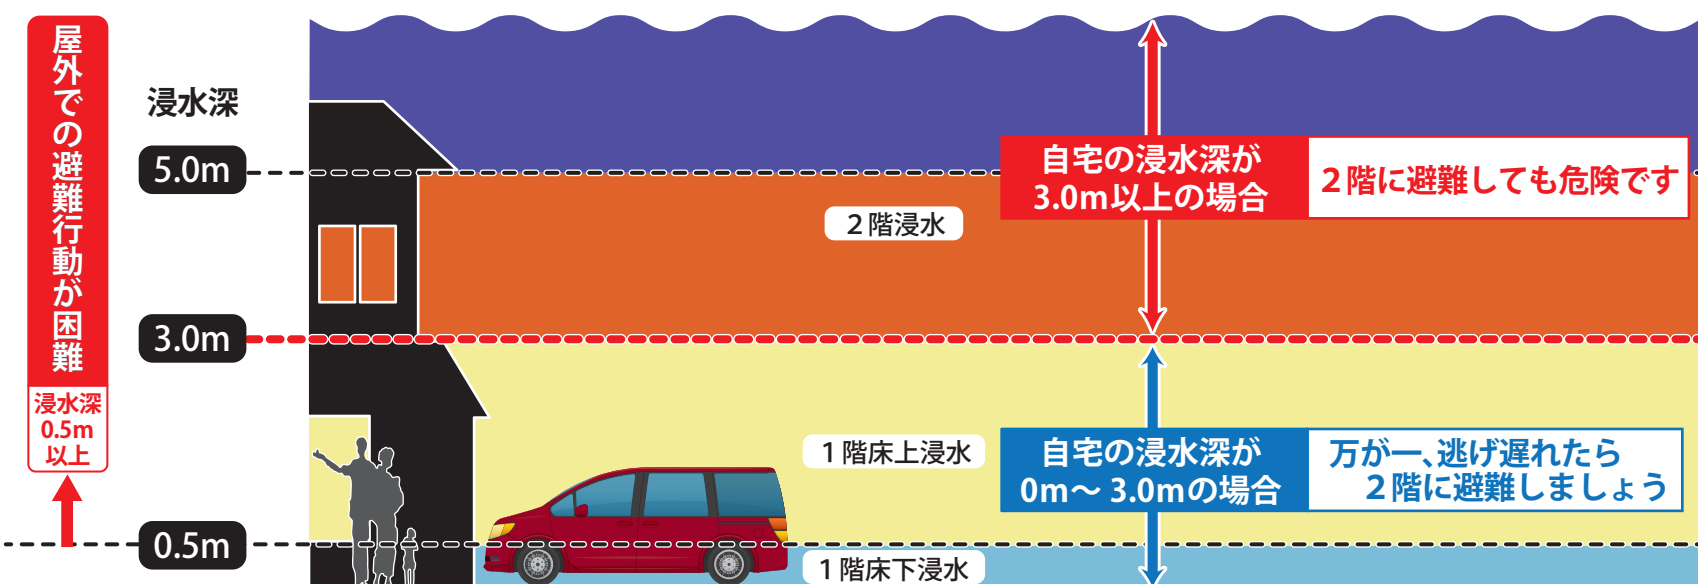 屋外での避難行動が困難
浸水深
0.5m
以上
浸水深
5.0m
3.0m
0.5m
2階浸水
1階床上浸水
1階床下浸水
自宅の浸水深が
3.0m以上の場合
2階に避難しても危険です
自宅の浸水深が
0m～3.0mの場合
万が一、逃げ遅れたら
2階に避難しましょう